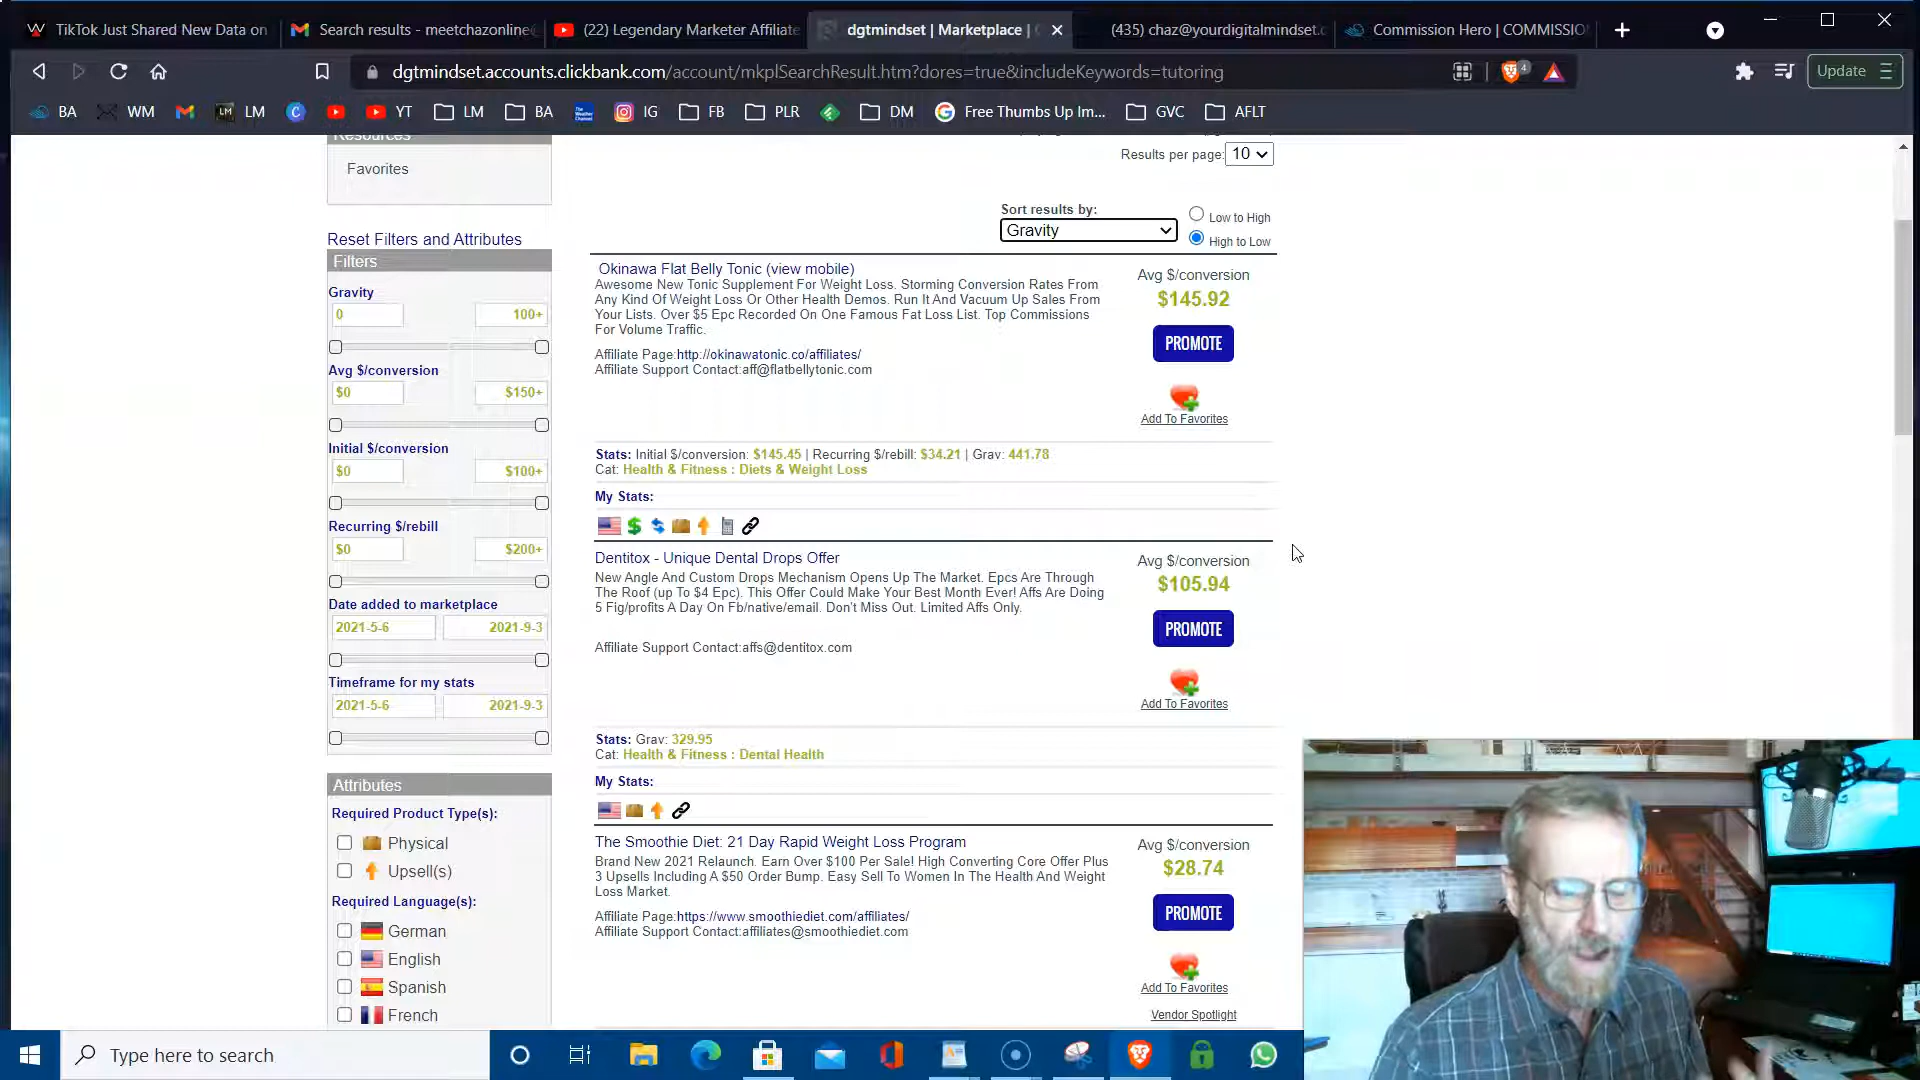 TikTok Just Shared New Data on
Search results - meetchazonline@
(22) Legendary Marketer Affiliate
dgtmindset | Marketplace |
(435) chaz@yourdigitalmindset.c
Commission Hero | COMMISSIO
dgtmindset.accounts.clickbank.com/account/mkplSearchResult.htm?dores=true&includeKeywords=tutoring
4
Update
BA
WM
LM
YT
LM
BA
IG
FB
PLR
DM
Free Thumbs Up Im...
GVC
AFLT
Resources
Favorites
Reset Filters and Attributes
Filters
Gravity
0 100+
Avg $/conversion
$0 $150+
Initial $/conversion
$0 $100+
Recurring $/rebill
$0 $200+
Date added to marketplace
2021-5-6 2021-9-3
Timeframe for my stats
2021-5-6 2021-9-3
Attributes
Required Product Type(s):
Physical
Upsell(s)
Required Language(s):
German
English
Spanish
French
Results per page: 10
Sort results by:
Gravity
Low to High
High to Low
Okinawa Flat Belly Tonic (view mobile)
Awesome New Tonic Supplement For Weight Loss. Storming Conversion Rates From
Any Kind Of Weight Loss Or Other Health Demos. Run It And Vacuum Up Sales From
Your Lists. Over $5 Epc Recorded On One Famous Fat Loss List. Top Commissions
For Volume Traffic.
Affiliate Page:http://okinawatonic.co/affiliates/
Affiliate Support Contact:aff@flatbellytonic.com
Avg $/conversion
$145.92
PROMOTE
Add To Favorites
Stats: Initial $/conversion: $145.45 | Recurring $/rebill: $34.21 | Grav: 441.78
Cat: Health & Fitness : Diets & Weight Loss
My Stats:
Dentitox - Unique Dental Drops Offer
New Angle And Custom Drops Mechanism Opens Up The Market. Epcs Are Through
The Roof (up To $4 Epc). This Offer Could Make Your Best Month Ever! Affs Are Doing
5 Fig/profits A Day On Fb/native/email. Don't Miss Out. Limited Affs Only.
Affiliate Support Contact:affs@dentitox.com
Avg $/conversion
$105.94
PROMOTE
Add To Favorites
Stats: Grav: 329.95
Cat: Health & Fitness : Dental Health
My Stats:
The Smoothie Diet: 21 Day Rapid Weight Loss Program
Brand New 2021 Relaunch. Earn Over $100 Per Sale! High Converting Core Offer Plus
3 Upsells Including A $50 Order Bump. Easy Sell To Women In The Health And Weight
Loss Market.
Affiliate Page:https://www.smoothiediet.com/affiliates/
Affiliate Support Contact:affiliates@smoothiediet.com
Avg $/conversion
$28.74
PROMOTE
Add To Favorites
Vendor Spotlight
Type here to search